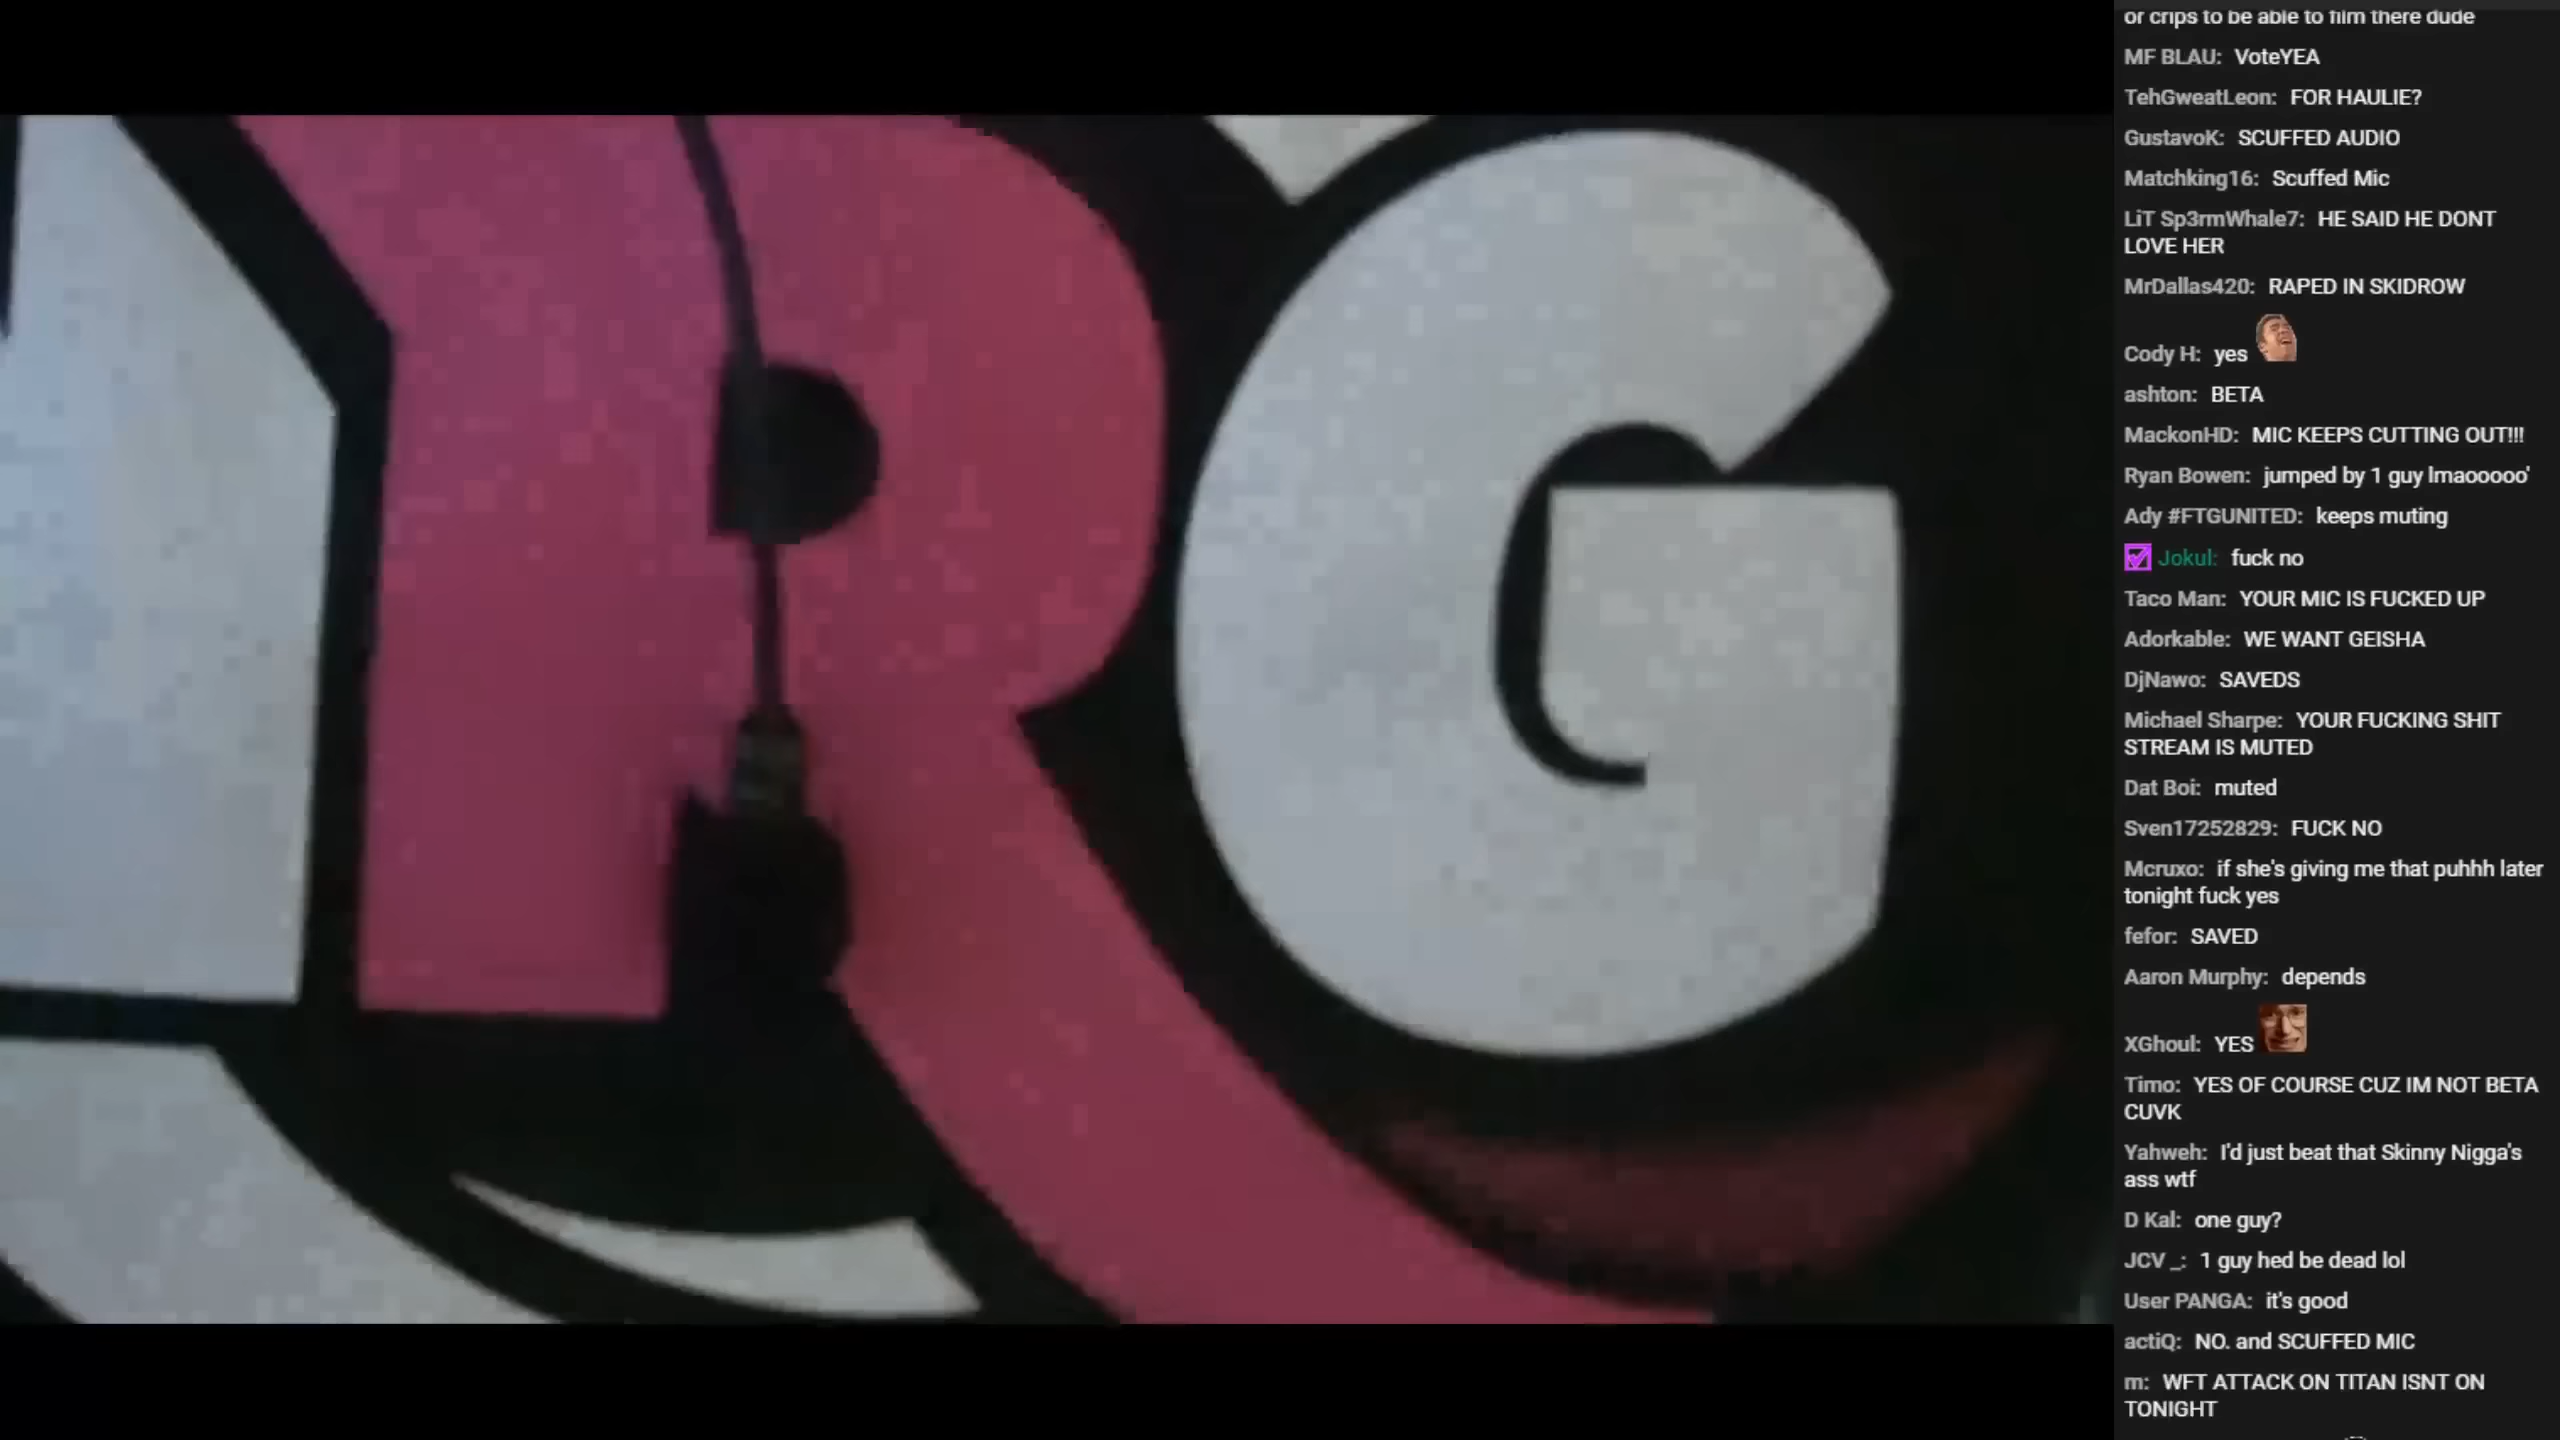 RG
or crips to be able to film there dude
MF BLAU: VoteYEA
TehGweatLeon: FOR HAULIE?
GustavoK: SCUFFED AUDIO
Matchking16: Scuffed Mic
LiT Sp3rmWhale7: HE SAID HE DONT
LOVE HER
MrDallas420: RAPED IN SKIDROW
Cody H: yes
ashton: BETA
MackonHD: MIC KEEPS CUTTING OUT!!!
Ryan Bowen: jumped by 1 guy lmaooooo'
Ady #FTGUNITED: keeps muting
Jokul: fuck no
Taco Man: YOUR MIC IS FUCKED UP
Adorkable: WE WANT GEISHA
DjNawo: SAVEDS
Michael Sharpe: YOUR FUCKING SHIT
STREAM IS MUTED
Dat Boi: muted
Sven17252829: FUCK NO
Mcruxo: if she's giving me that puhhh later
tonight fuck yes
fefor: SAVED
Aaron Murphy: depends
XGhoul: YES
Timo: YES OF COURSE CUZ IM NOT BETA
CUVK
Yahweh: I'd just beat that Skinny Nigga's
ass wtf
D Kal: one guy?
JCV _: 1 guy hed be dead lol
User PANGA: it's good
actiQ: NO. and SCUFFED MIC
m: WFT ATTACK ON TITAN ISNT ON
TONIGHT